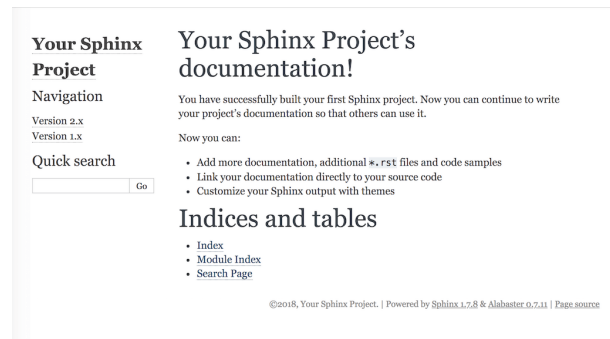 Your Sphinx
Project
Navigation
Version 2.x
Version 1.x
Quick search
Go
Your Sphinx Project’s
documentation!
You have successfully built your first Sphinx project. Now you can continue to write
your project’s documentation so that others can use it.
Now you can:
• Add more documentation, additional *.rst files and code samples
• Link your documentation directly to your source code
• Customize your Sphinx output with themes
Indices and tables
• Index
• Module Index
• Search Page
©2018, Your Sphinx Project. | Powered by Sphinx 1.7.8 & Alabaster 0.7.11 | Page source